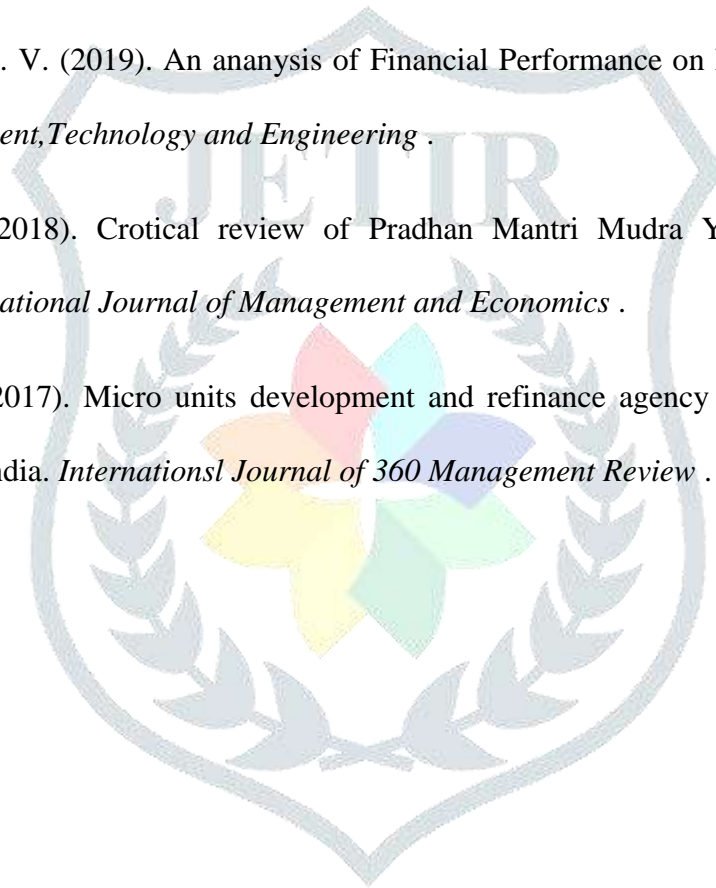 . V. (2019). An ananysis of Financial Performance on
ent,Technology and Engineering .
JETIR
2018). Crotical review of Pradhan Mantri Mudra Y
ational Journal of Management and Economics .
2017). Micro units development and refinance agency
ndia. Internationsl Journal of 360 Management Review .